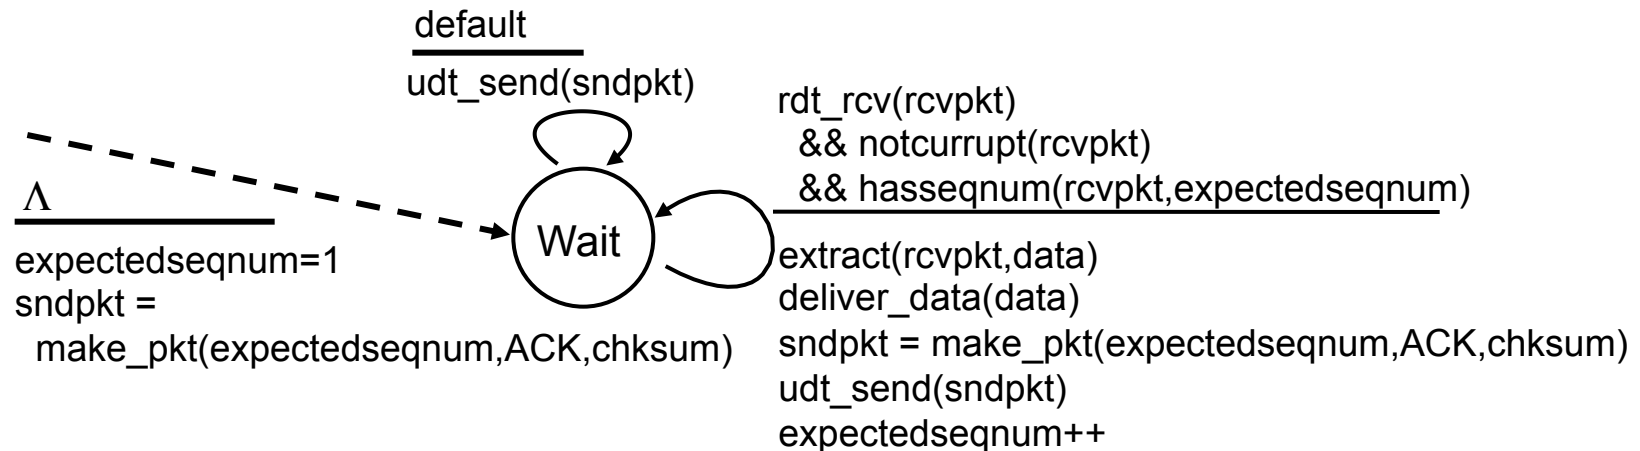 default
udt_send(sndpkt)
rdt_rcv(rcvpkt)
&& notcurrupt(rcvpkt)
&& hasseqnum(rcvpkt,expectedseqnum)
Λ
expectedseqnum=1
sndpkt =
make_pkt(expectedseqnum,ACK,chksum)
Wait
extract(rcvpkt,data)
deliver_data(data)
sndpkt = make_pkt(expectedseqnum,ACK,chksum)
udt_send(sndpkt)
expectedseqnum++